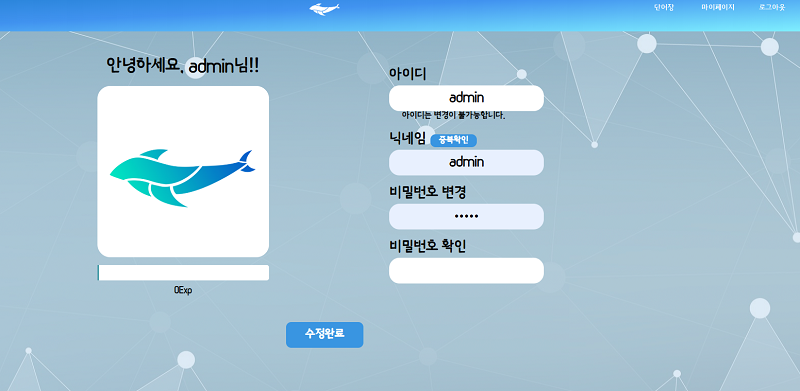 단어장 마이페이지 로그아웃
안녕하세요, admin님!!
0Exp
아이디
admin
아이디는 변경이 불가능합니다.
닉네임 중복확인
admin
비밀번호 변경
•••••
비밀번호 확인
수정완료